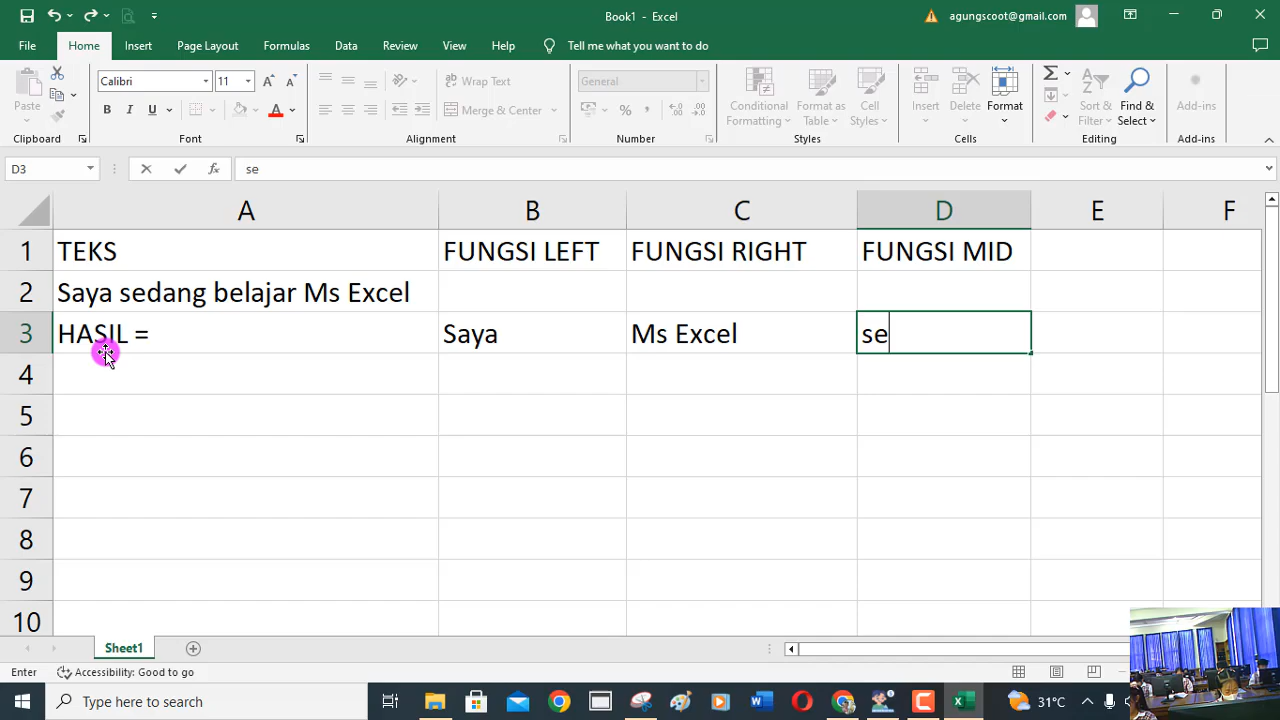 Book1 - Excel
agungscoot@gmail.com
File Home Insert Page Layout Formulas Data Review View Help Tell me what you want to do
Paste
Clipboard
Calibri 11
B I U A
Font
Wrap Text
Merge & Center
Alignment
General
% ,
Number
Conditional Formatting
Format as Table
Cell Styles
Styles
Insert Delete Format
Cells
Sort & Filter
Find & Select
Editing
Add-ins
Add-ins
D3 fx se
A B C D E F
1 TEKS FUNGSI LEFT FUNGSI RIGHT FUNGSI MID
2 Saya sedang belajar Ms Excel
3 HASIL = Saya Ms Excel se
4
5
6
7
8
9
10
Sheet1
Enter Accessibility: Good to go
Type here to search 31°C